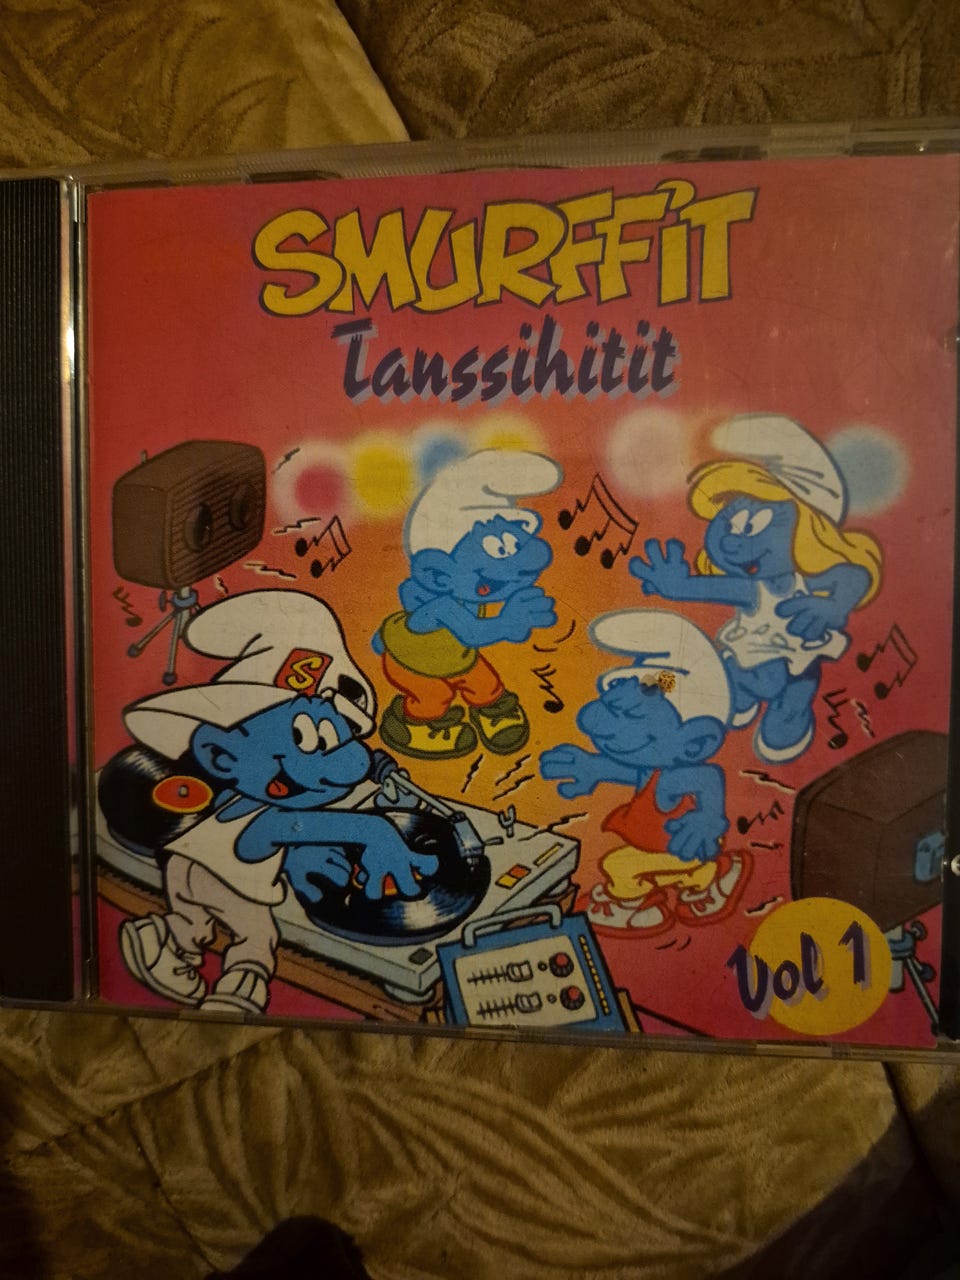 SMURFFIT
Tanssihitit
S
Vol 1